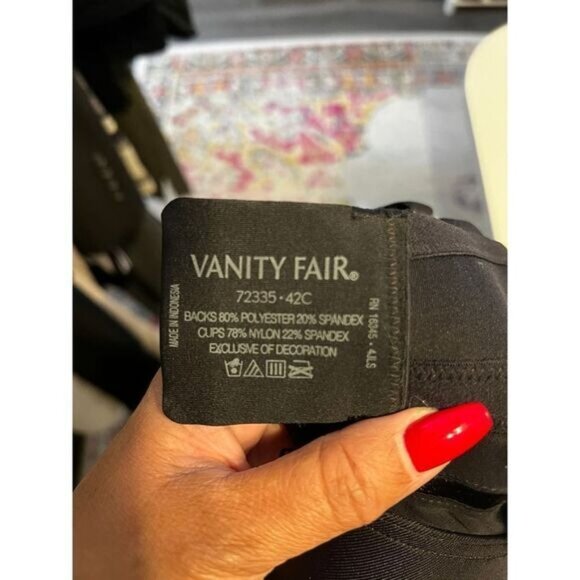 VANITY FAIR®
72335 • 42C
BACKS 80% POLYESTER 20% SPANDEX
CUPS 78% NYLON 22% SPANDEX
EXCLUSIVE OF DECORATION
MADE IN INDONESIA
RN 16345 • 4JLS